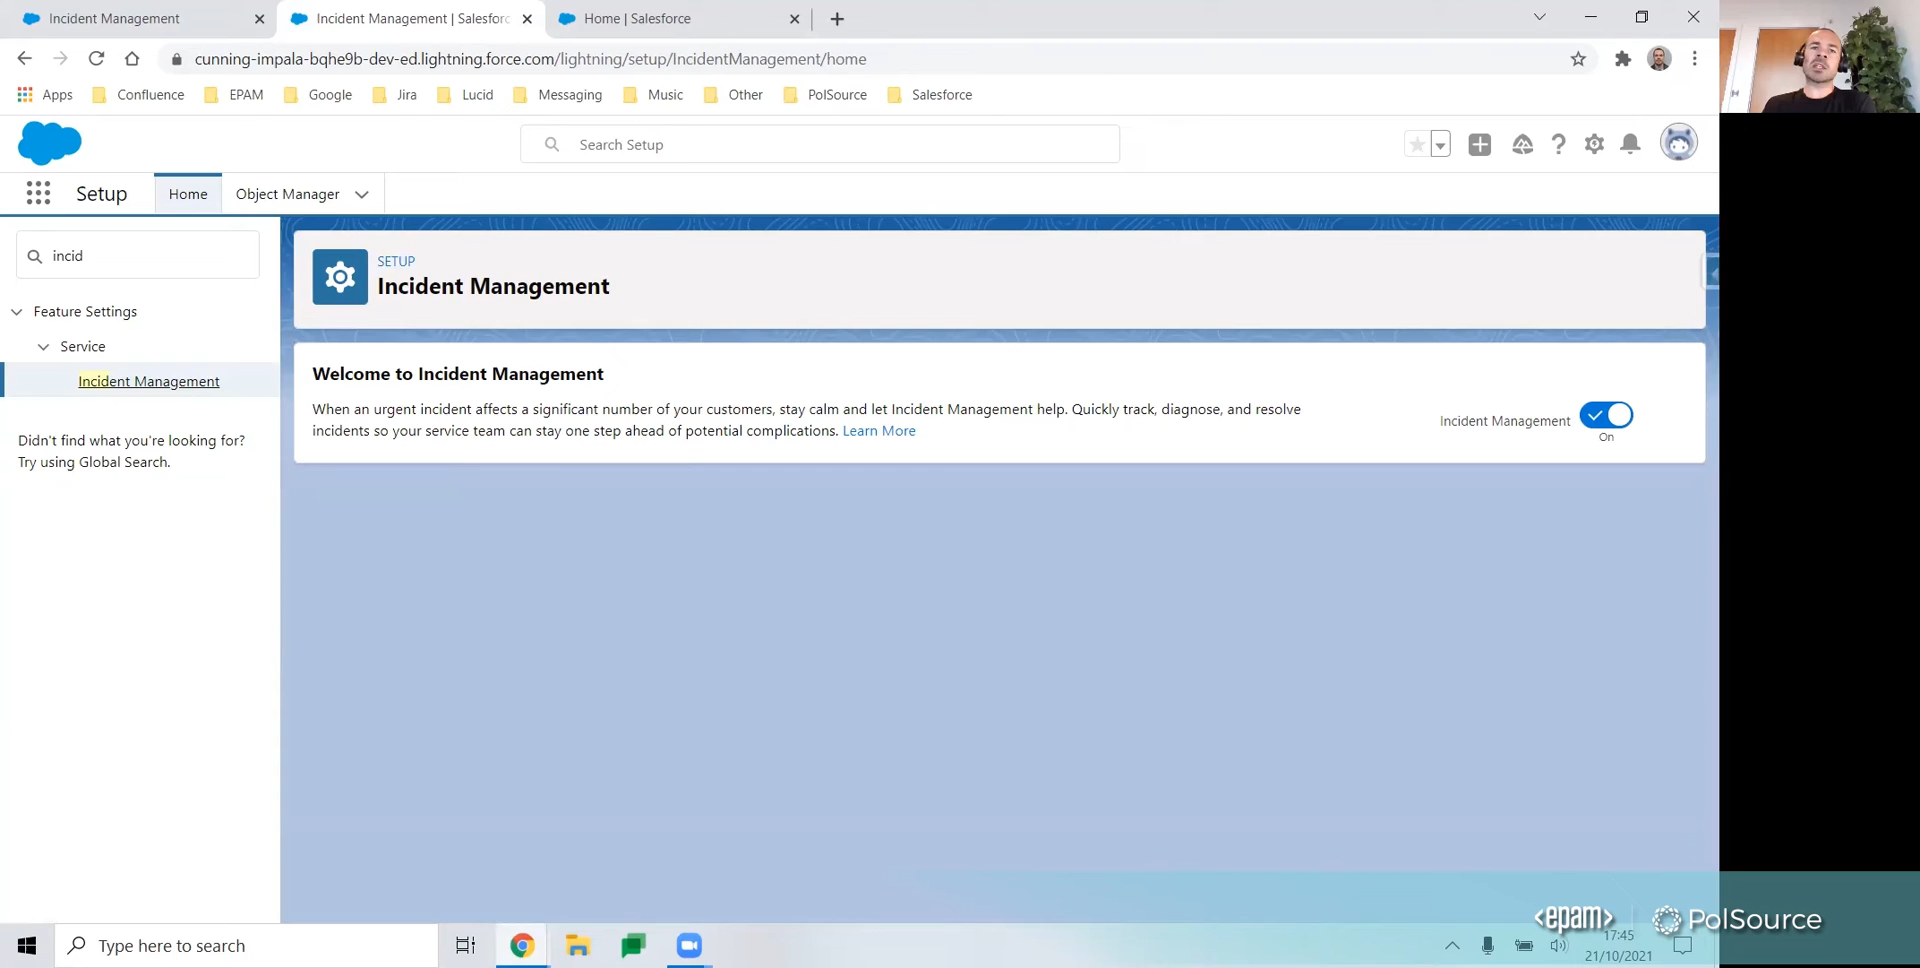 Incident Management
Incident Management | Salesforc
Home | Salesforce
cunning-impala-bqhe9b-dev-ed.lightning.force.com/lightning/setup/IncidentManagement/home
Apps
Confluence
EPAM
Google
Jira
Lucid
Messaging
Music
Other
PolSource
Salesforce
Search Setup
Setup
Home
Object Manager
incid
Feature Settings
Service
Incident Management
Didn't find what you're looking for?
Try using Global Search.
SETUP
Incident Management
Welcome to Incident Management
When an urgent incident affects a significant number of your customers, stay calm and let Incident Management help. Quickly track, diagnose, and resolve
incidents so your service team can stay one step ahead of potential complications. Learn More
Incident Management
On
<epam>
PolSource
Type here to search
17:45
21/10/2021